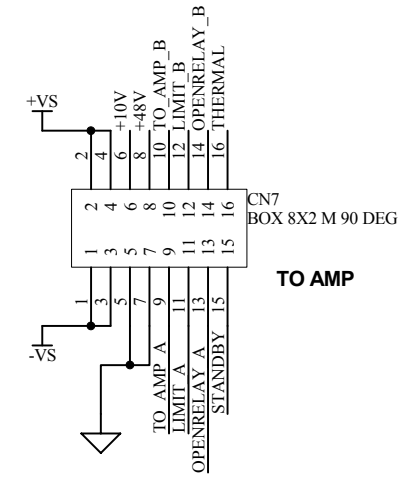 +VS
+10V
+48V
TO_AMP_B
LIMIT_B
OPENRELAY_B
THERMAL
2 4 6 8 10 12 14 16
2 4 6 8 10 12 14 16
CN7
BOX 8X2 M 90 DEG
1 3 5 7 9 11 13 15
TO AMP
1 3 5 7 9 11 13 15
-VS
TO_AMP_A
LIMIT_A
OPENRELAY_A
STANDBY